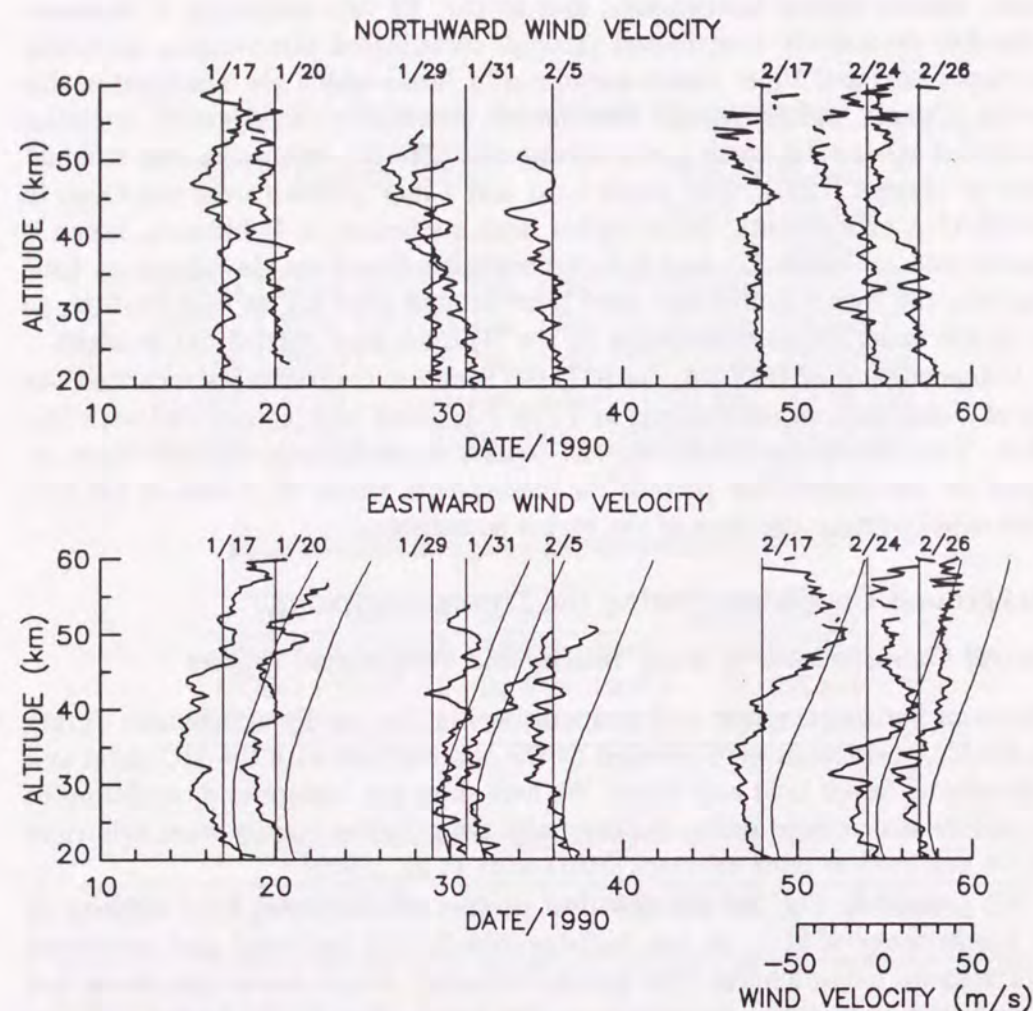 NORTHWARD WIND VELOCITY
1/17 1/20 1/29 1/31 2/5 2/17 2/24 2/26
60
50
40
30
20
ALTITUDE (km)
10 20 30 40 50 60
DATE/1990
EASTWARD WIND VELOCITY
1/17 1/20 1/29 1/31 2/5 2/17 2/24 2/26
60
50
40
30
20
ALTITUDE (km)
10 20 30 40 50 60
DATE/1990
-50 0 50
WIND VELOCITY (m/s)